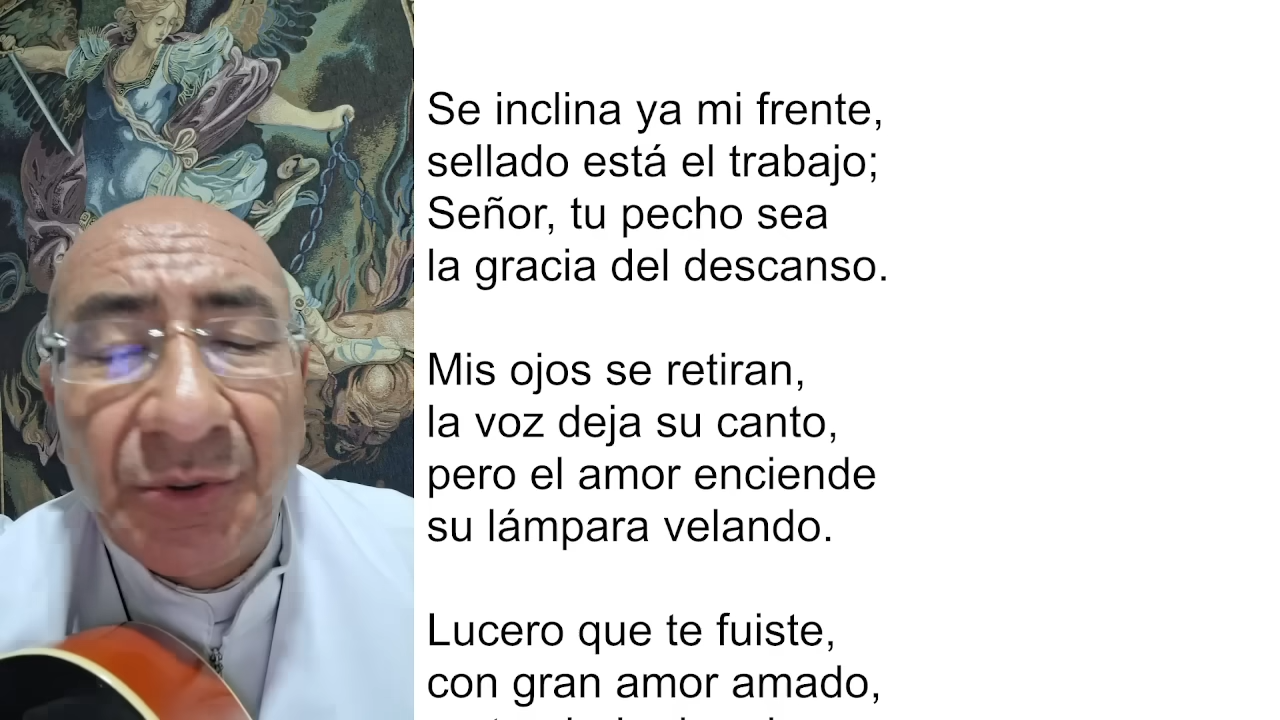 Se inclina ya mi frente,
sellado está el trabajo;
Señor, tu pecho sea
la gracia del descanso.
Mis ojos se retiran,
la voz deja su canto,
pero el amor enciende
su lámpara velando.
Lucero que te fuiste,
con gran amor amado,